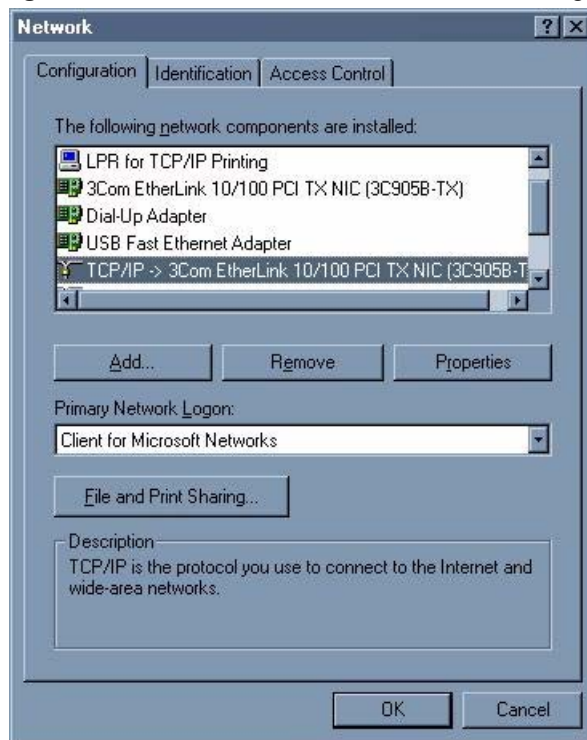 Network
Configuration
Identification
Access Control
The following network components are installed:
LPR for TCP/IP Printing
3Com EtherLink 10/100 PCI TX NIC (3C905B-TX)
Dial-Up Adapter
USB Fast Ethernet Adapter
TCP/IP -> 3Com EtherLink 10/100 PCI TX NIC (3C905B-T
Add...
Remove
Properties
Primary Network Logon:
Client for Microsoft Networks
File and Print Sharing...
Description
TCP/IP is the protocol you use to connect to the Internet and
wide-area networks.
OK
Cancel